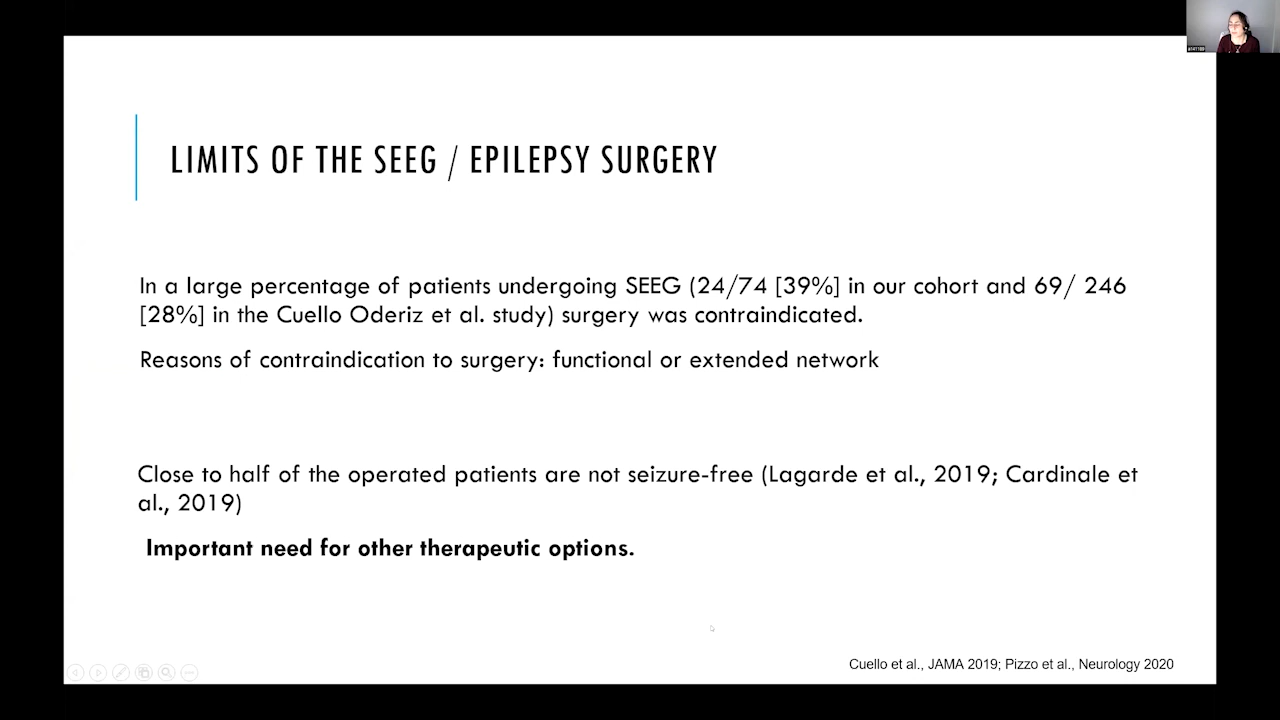 LIMITS OF THE SEEG / EPILEPSY SURGERY
In a large percentage of patients undergoing SEEG (24/74 [39%] in our cohort and 69/ 246
[28%] in the Cuello Oderiz et al. study) surgery was contraindicated.
Reasons of contraindication to surgery: functional or extended network
Close to half of the operated patients are not seizure-free (Lagarde et al., 2019; Cardinale et
al., 2019)
Important need for other therapeutic options.
Cuello et al., JAMA 2019; Pizzo et al., Neurology 2020